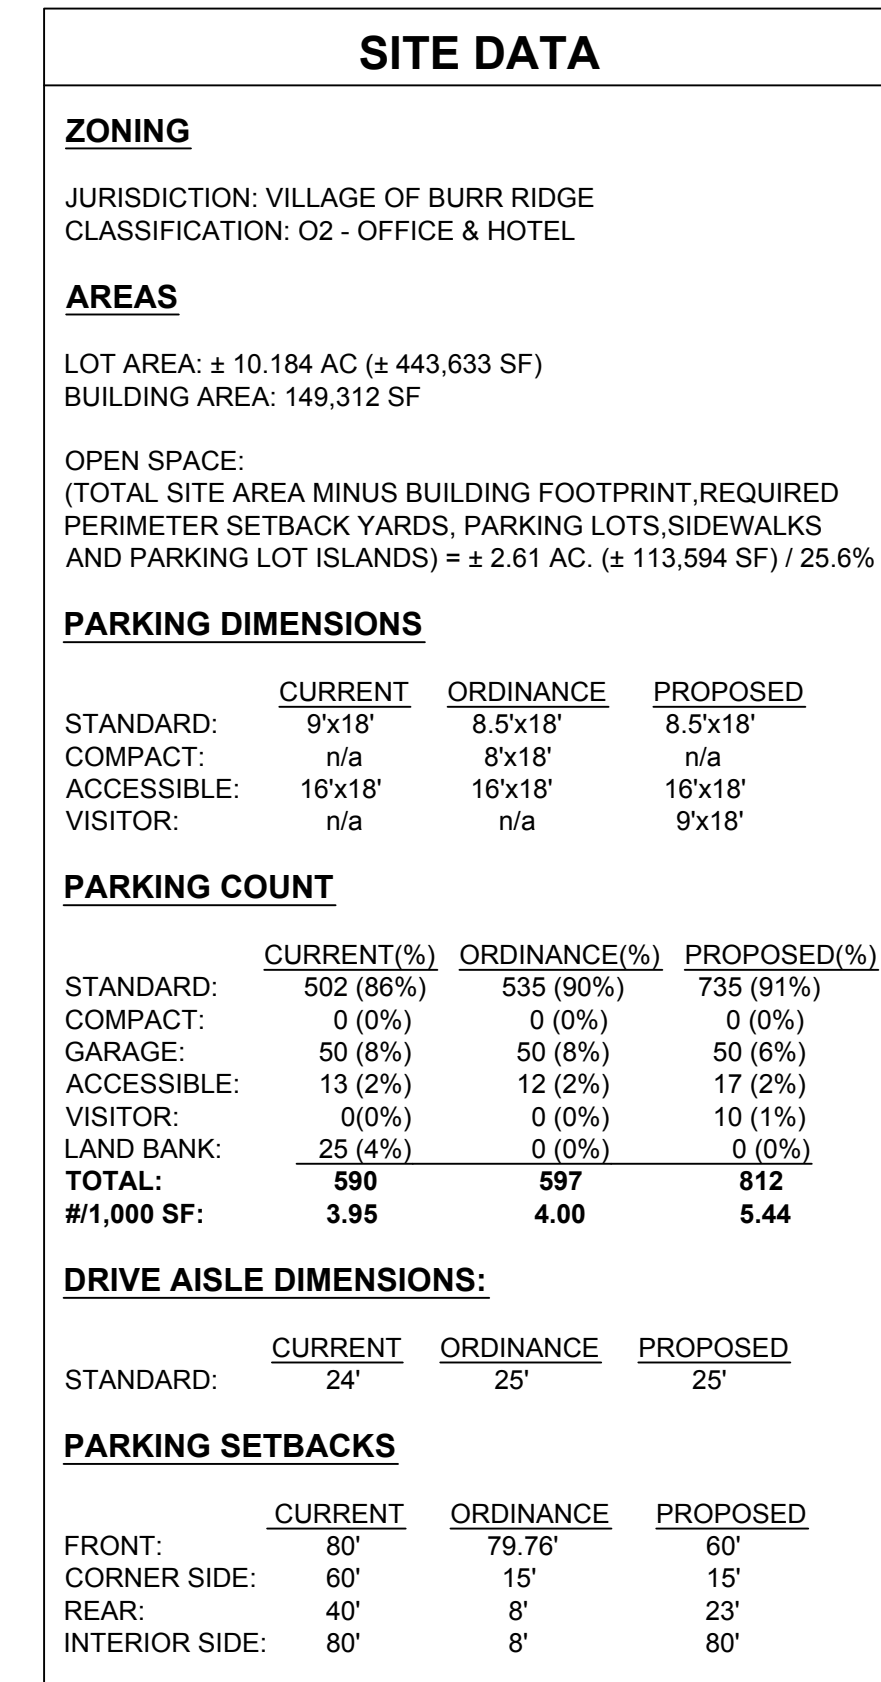 SITE DATA
ZONING
JURISDICTION: VILLAGE OF BURR RIDGE
CLASSIFICATION: O2 - OFFICE & HOTEL
AREAS
LOT AREA: ± 10.184 AC (± 443,633 SF)
BUILDING AREA: 149,312 SF
OPEN SPACE:
(TOTAL SITE AREA MINUS BUILDING FOOTPRINT,REQUIRED
PERIMETER SETBACK YARDS, PARKING LOTS,SIDEWALKS
AND PARKING LOT ISLANDS) = ± 2.61 AC. (± 113,594 SF) / 25.6%
PARKING DIMENSIONS
CURRENT ORDINANCE PROPOSED
STANDARD: 9'x18' 8.5'x18' 8.5'x18'
COMPACT: n/a 8'x18' n/a
ACCESSIBLE: 16'x18' 16'x18' 16'x18'
VISITOR: n/a n/a 9'x18'
PARKING COUNT
CURRENT(%) ORDINANCE(%) PROPOSED(%)
STANDARD: 502 (86%) 535 (90%) 735 (91%)
COMPACT: 0 (0%) 0 (0%) 0 (0%)
GARAGE: 50 (8%) 50 (8%) 50 (6%)
ACCESSIBLE: 13 (2%) 12 (2%) 17 (2%)
VISITOR: 0(0%) 0 (0%) 10 (1%)
LAND BANK: 25 (4%) 0 (0%) 0 (0%)
TOTAL: 590 597 812
#/1,000 SF: 3.95 4.00 5.44
DRIVE AISLE DIMENSIONS:
CURRENT ORDINANCE PROPOSED
STANDARD: 24' 25' 25'
PARKING SETBACKS
CURRENT ORDINANCE PROPOSED
FRONT: 80' 79.76' 60'
CORNER SIDE: 60' 15' 15'
REAR: 40' 8' 23'
INTERIOR SIDE: 80' 8' 80'